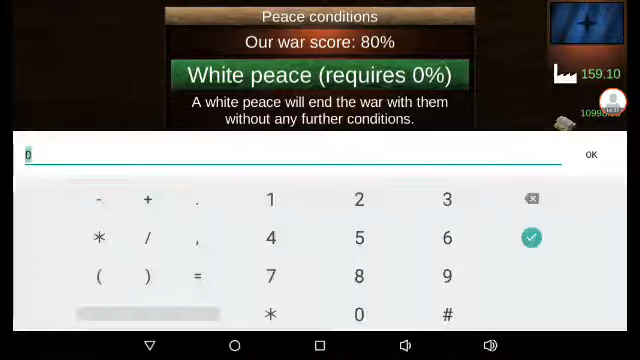 Peace conditions
Our war score: 80%
White peace (requires 0%)
A white peace will end the war with them
without any further conditions.
159.10
0
OK
- + . 1 2 3
* / , 4 5 6
( ) = 7 8 9
* 0 #